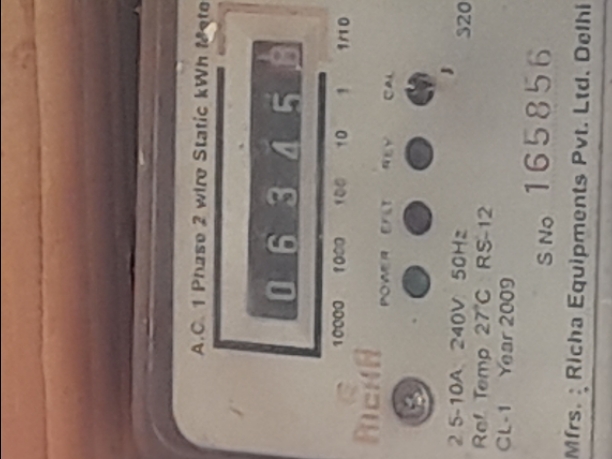 A.C. 1 Phase 2 wire Static kWh Mete
0 6 3 4 5
10000 1000 100 10 1 1/10
POWER EFLT REV CAL
RICHA
320
2.5-10A, 240V 50Hz
Ref. Temp 27°C RS-12
CL-1 Year 2009
S No 165856
Mfrs. : Richa Equipments Pvt. Ltd. Delhi